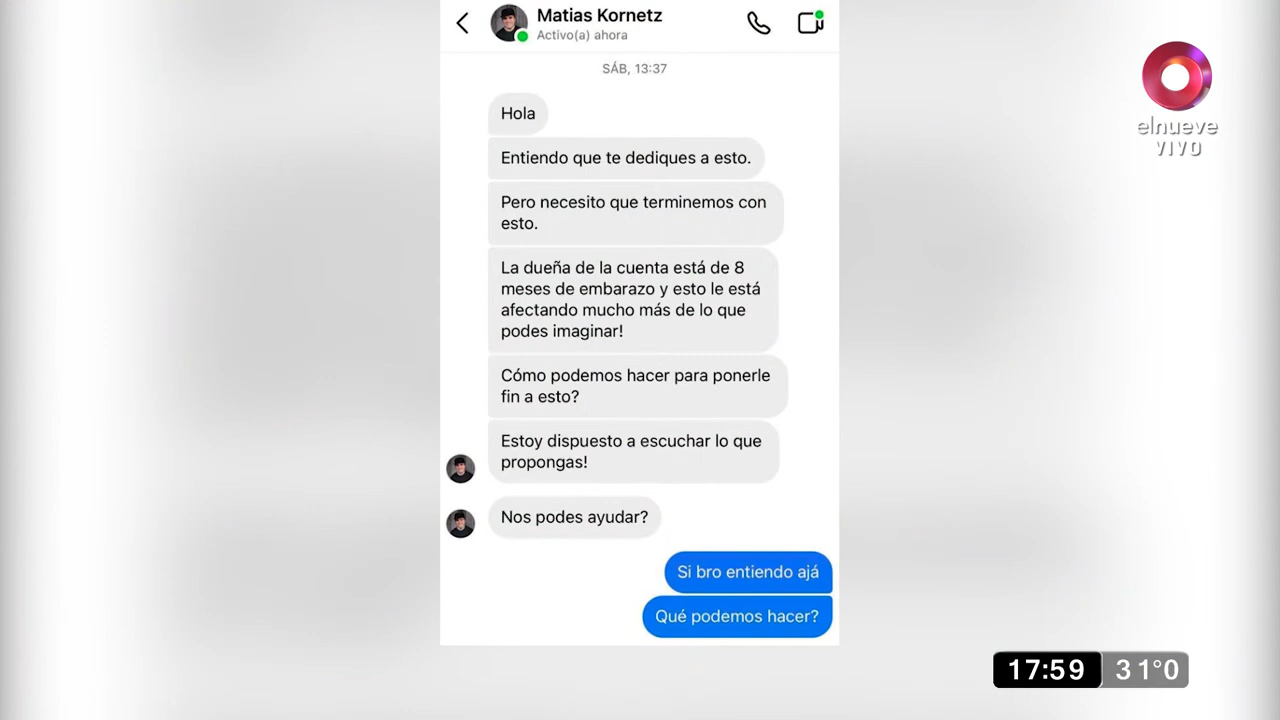 Matias Kornetz
Activo(a) ahora
SÁB, 13:37
Hola
Entiendo que te dediques a esto.
Pero necesito que terminemos con
esto.
La dueña de la cuenta está de 8
meses de embarazo y esto le está
afectando mucho más de lo que
podes imaginar!
Cómo podemos hacer para ponerle
fin a esto?
Estoy dispuesto a escuchar lo que
propongas!
Nos podes ayudar?
Si bro entiendo ajá
Qué podemos hacer?
elnueve
VIVO
17:59 31°0